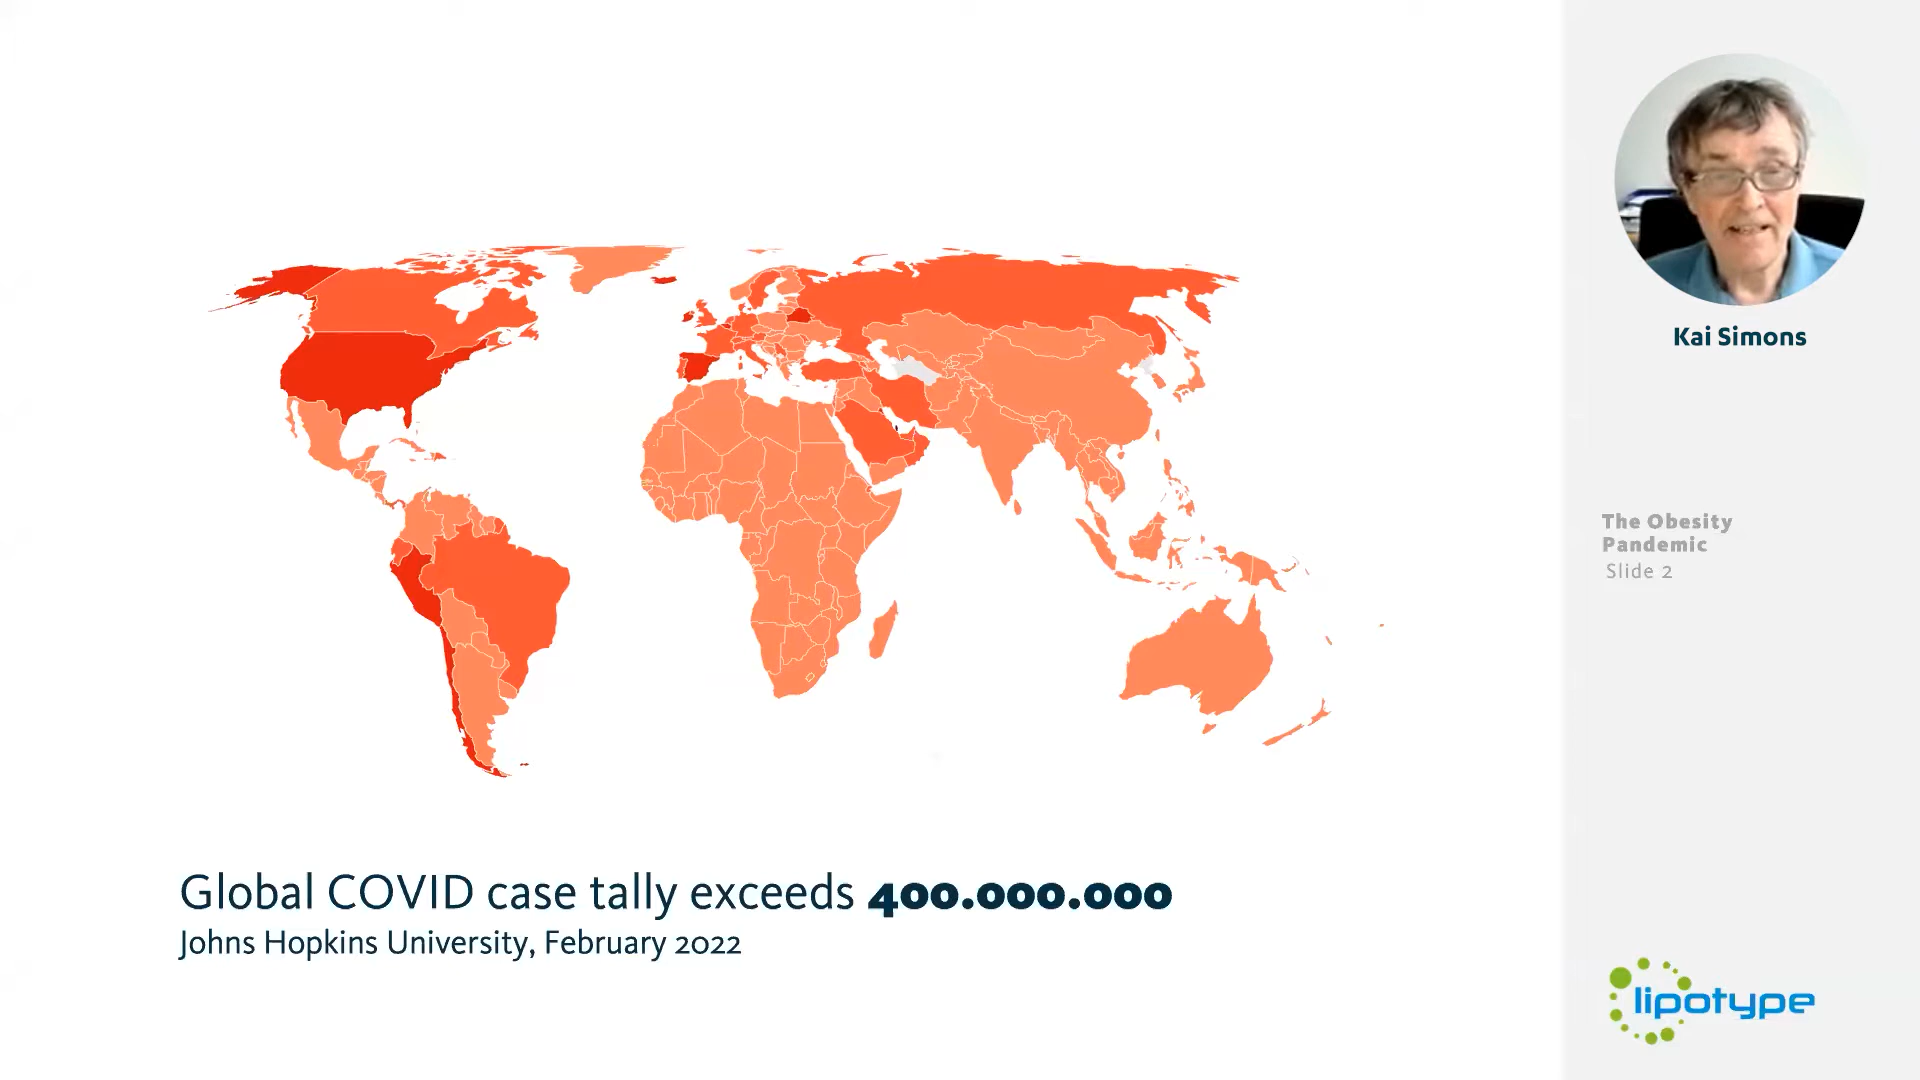 Kai Simons
The Obesity
Pandemic
Slide 2
Global COVID case tally exceeds 400.000.000
Johns Hopkins University, February 2022
lipotype